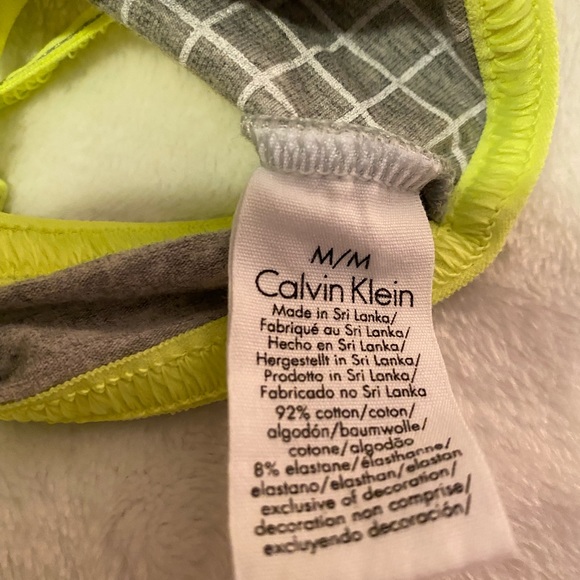 M/M
Calvin Klein
Made in Sri Lanka/
Fabriqué au Sri Lanka/
Hecho en Sri Lanka/
Hergestellt in Sri Lanka/
Prodotto in Sri Lanka/
Fabricado no Sri Lanka
92% cotton/coton/
algodón/baumwolle/
cotone/algodão
8% elastane/élasthanne/
elastano/elasthan/elastan
exclusive of decoration/
decoration non comprise/
excluyendo decoración/